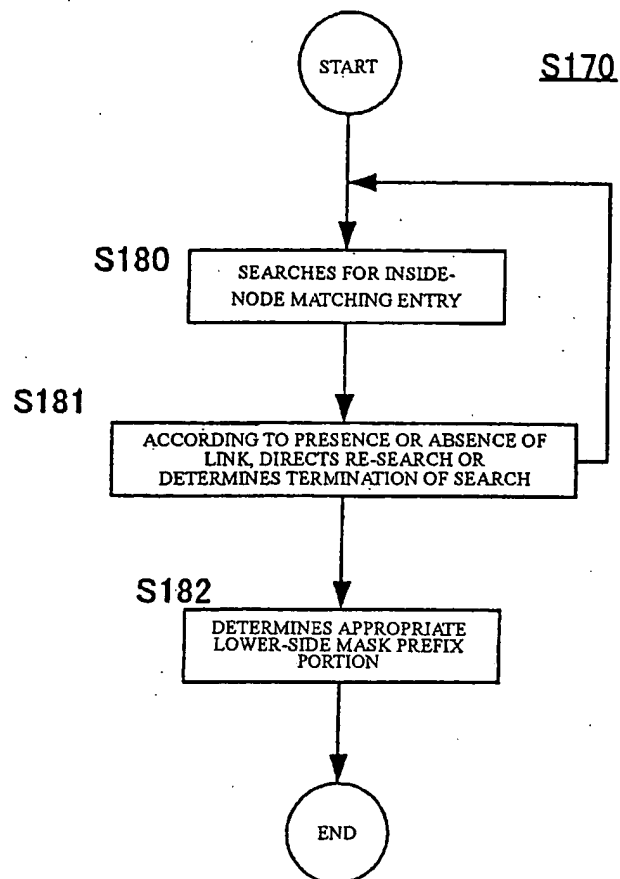 START
S170
S180
SEARCHES FOR INSIDE-
NODE MATCHING ENTRY
S181
ACCORDING TO PRESENCE OR ABSENCE OF
LINK, DIRECTS RE-SEARCH OR
DETERMINES TERMINATION OF SEARCH
S182
DETERMINES APPROPRIATE
LOWER-SIDE MASK PREFIX
PORTION
END